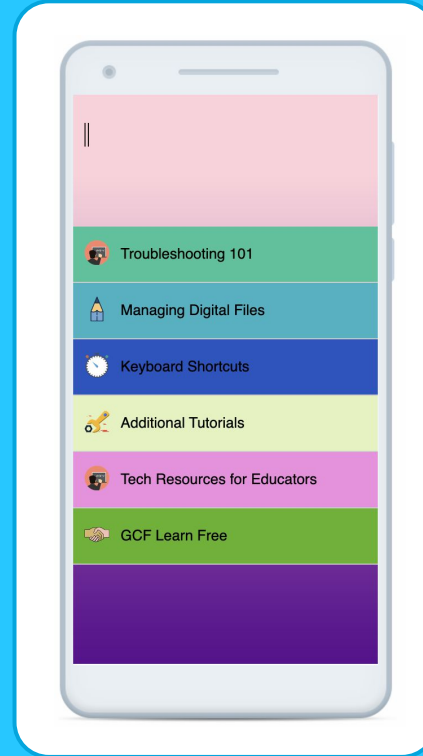 ||
Troubleshooting 101
Managing Digital Files
Keyboard Shortcuts
Additional Tutorials
Tech Resources for Educators
GCF Learn Free